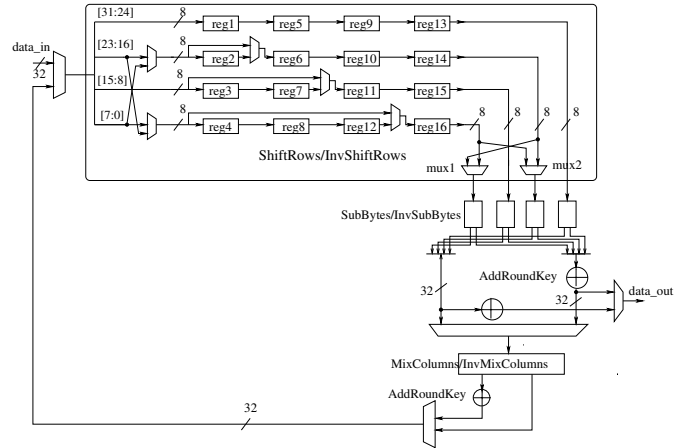 [31:24]
8
reg1
reg5
reg9
reg13
data_in
[23:16]
8
reg2
reg6
reg10
reg14
32
[15:8]
8
reg3
reg7
reg11
reg15
[7:0]
8
reg4
reg8
reg12
reg16
8
8
8
8
ShiftRows/InvShiftRows
mux1
mux2
SubBytes/InvSubBytes
AddRoundKey
32
32
data_out
MixColumns/InvMixColumns
AddRoundKey
32